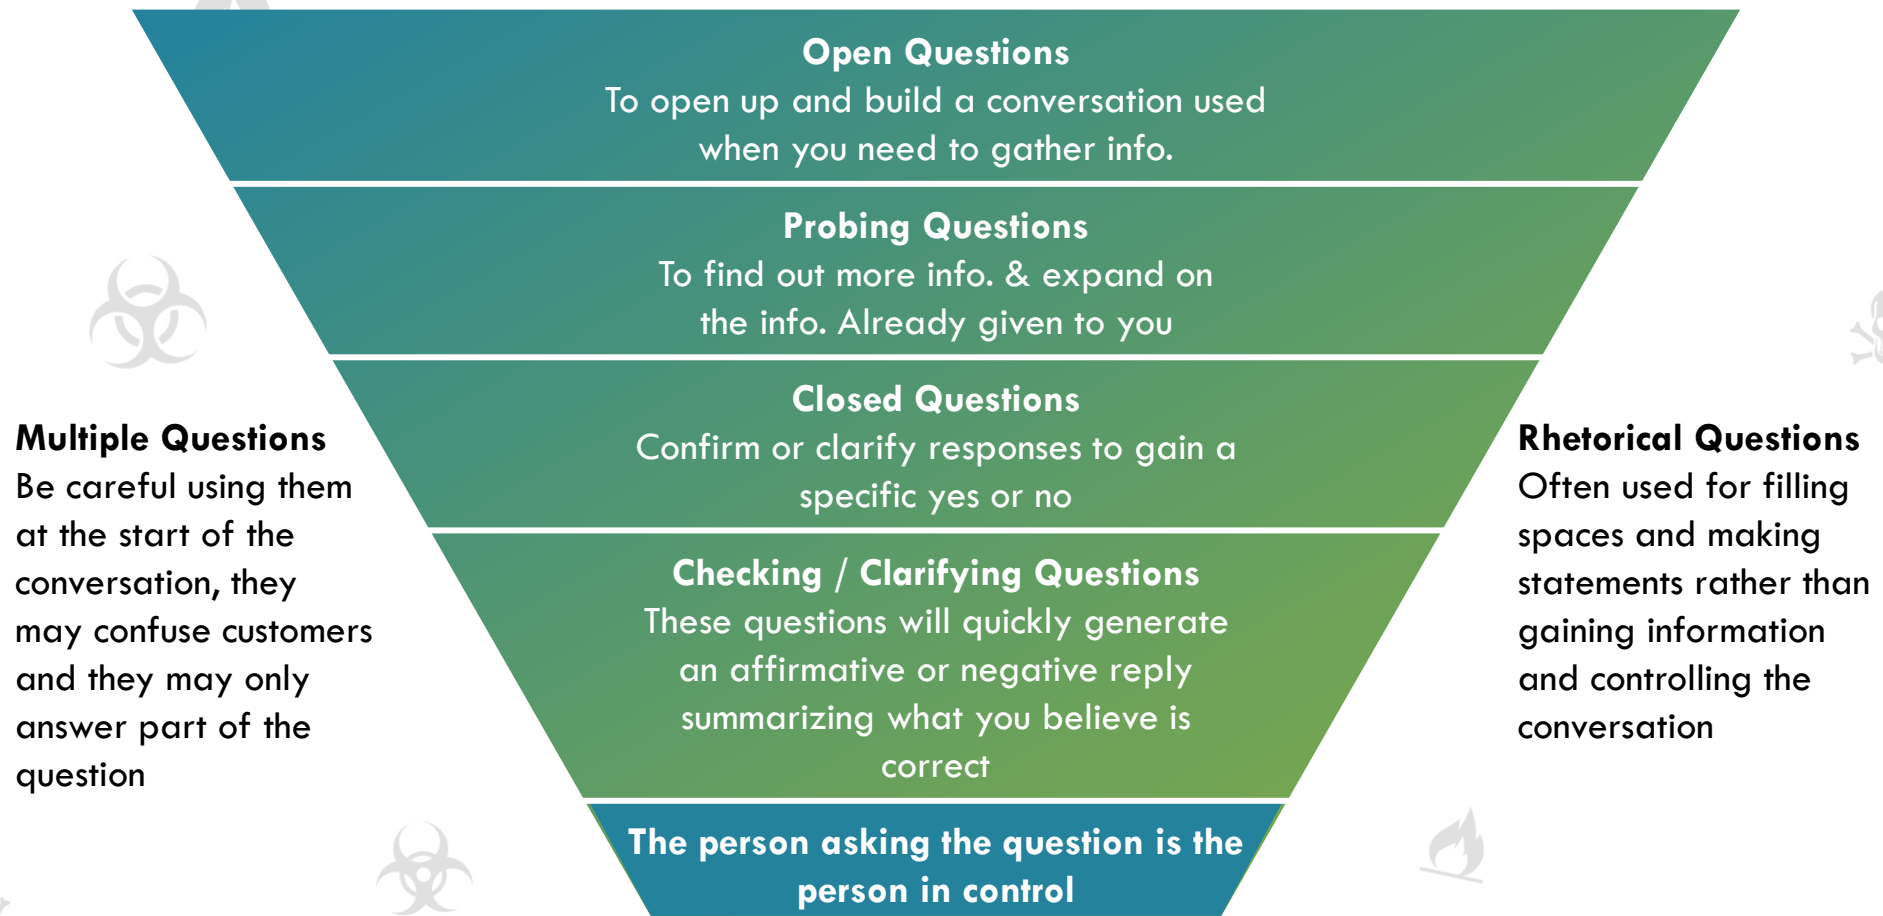 Open Questions
To open up and build a conversation used
when you need to gather info.
Probing Questions
To find out more info. & expand on
the info. Already given to you
Closed Questions
Confirm or clarify responses to gain a
specific yes or no
Checking / Clarifying Questions
These questions will quickly generate
an affirmative or negative reply
summarizing what you believe is
correct
The person asking the question is the
person in control
Multiple Questions
Be careful using them
at the start of the
conversation, they
may confuse customers
and they may only
answer part of the
question
Rhetorical Questions
Often used for filling
spaces and making
statements rather than
gaining information
and controlling the
conversation